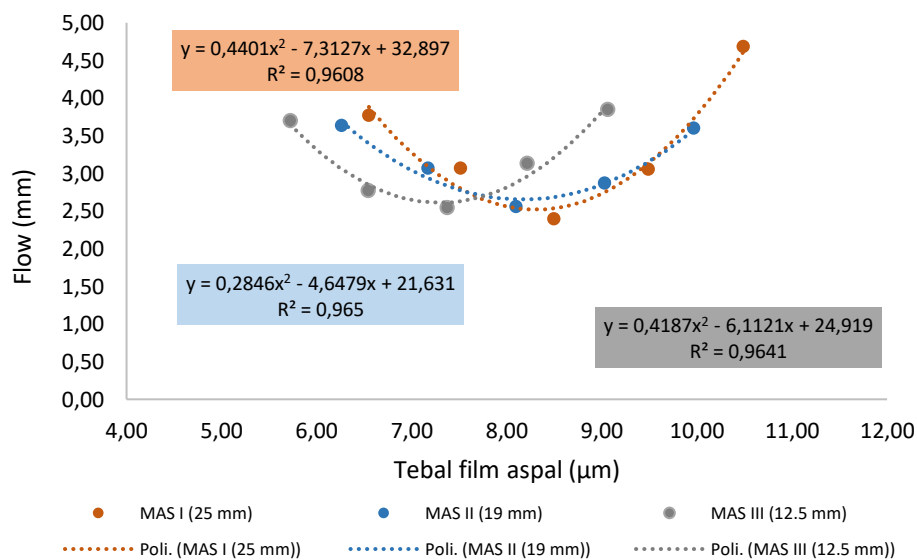 5,00
4,50
4,00
3,50
3,00
2,50
2,00
1,50
1,00
0,50
0,00
Flow (mm)
y = 0,4401x² - 7,3127x + 32,897
R² = 0,9608
y = 0,2846x² - 4,6479x + 21,631
R² = 0,965
y = 0,4187x² - 6,1121x + 24,919
R² = 0,9641
4,00 5,00 6,00 7,00 8,00 9,00 10,00 11,00 12,00
Tebal film aspal (μm)
MAS I (25 mm) MAS II (19 mm) MAS III (12.5 mm)
Poli. (MAS I (25 mm)) Poli. (MAS II (19 mm)) Poli. (MAS III (12.5 mm))